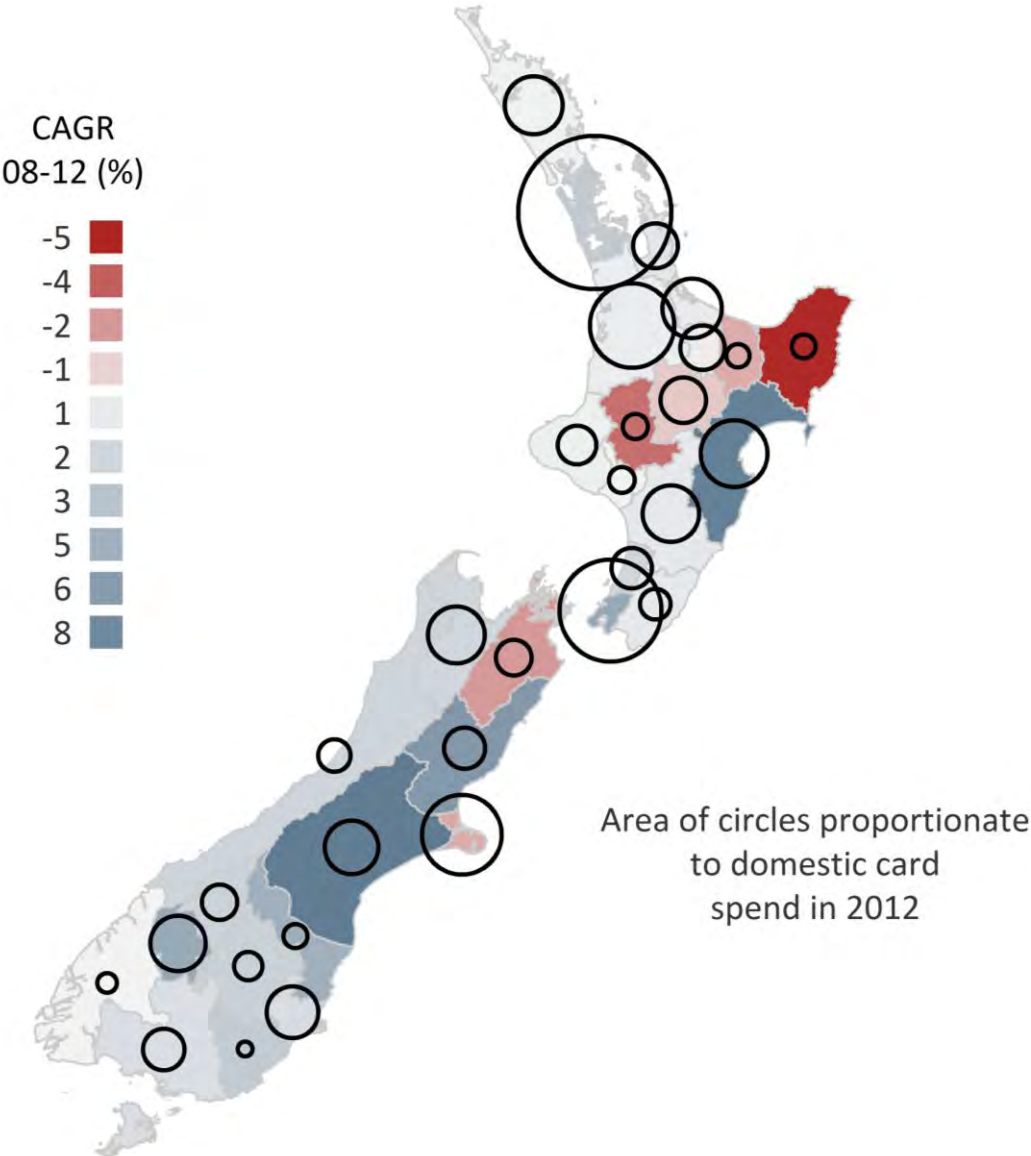 CAGR
08-12 (%)
-5
-4
-2
-1
1
2
3
5
6
8
Area of circles proportionate
to domestic card
spend in 2012